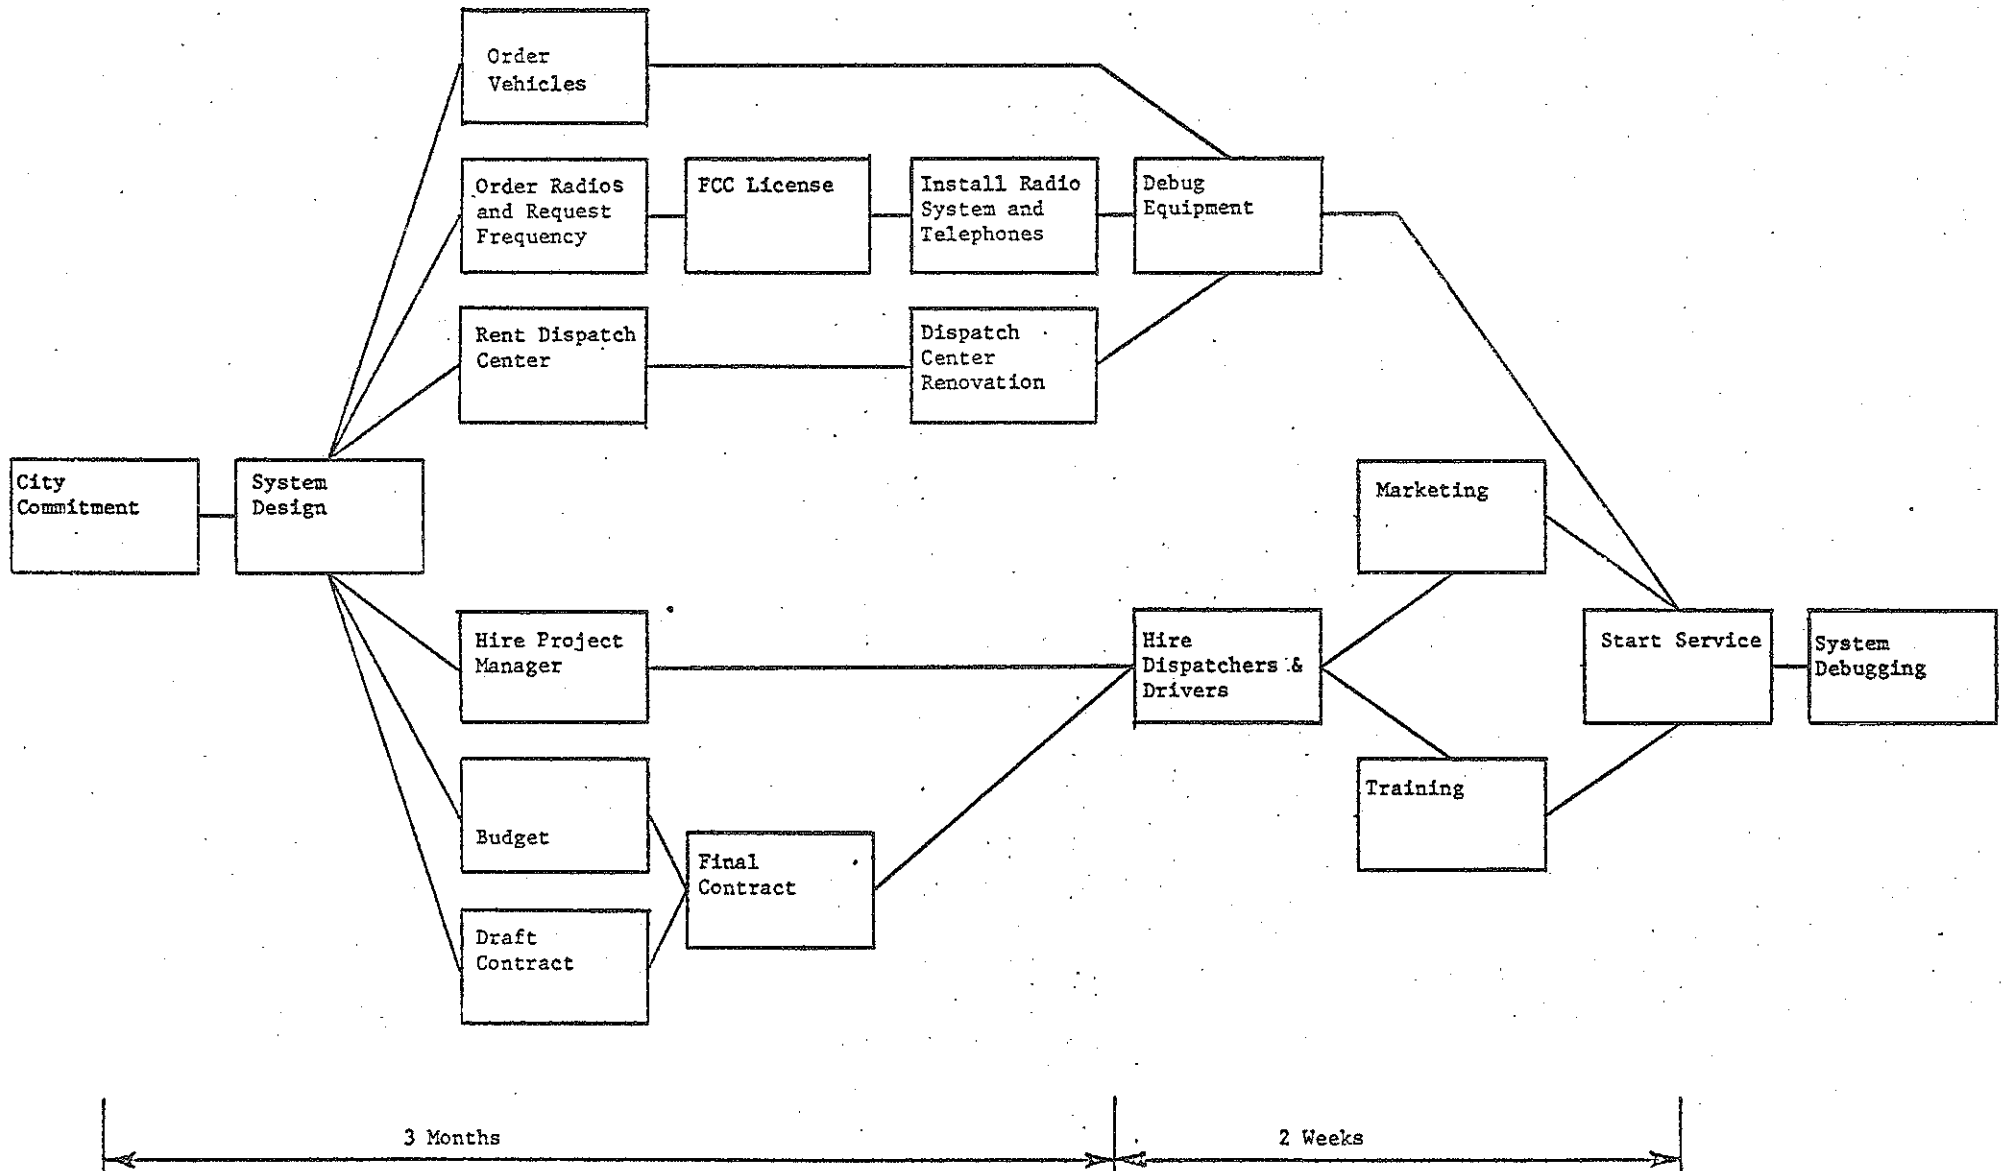 Order
Vehicles
Order Radios
and Request
Frequency
FCC License
Install Radio
System and
Telephones
Debug
Equipment
Rent Dispatch
Center
Dispatch
Center
Renovation
City
Commitment
System
Design
Marketing
Hire Project
Manager
Hire
Dispatchers &
Drivers
Start Service
System
Debugging
Training
Budget
Final
Contract
Draft
Contract
3 Months
2 Weeks